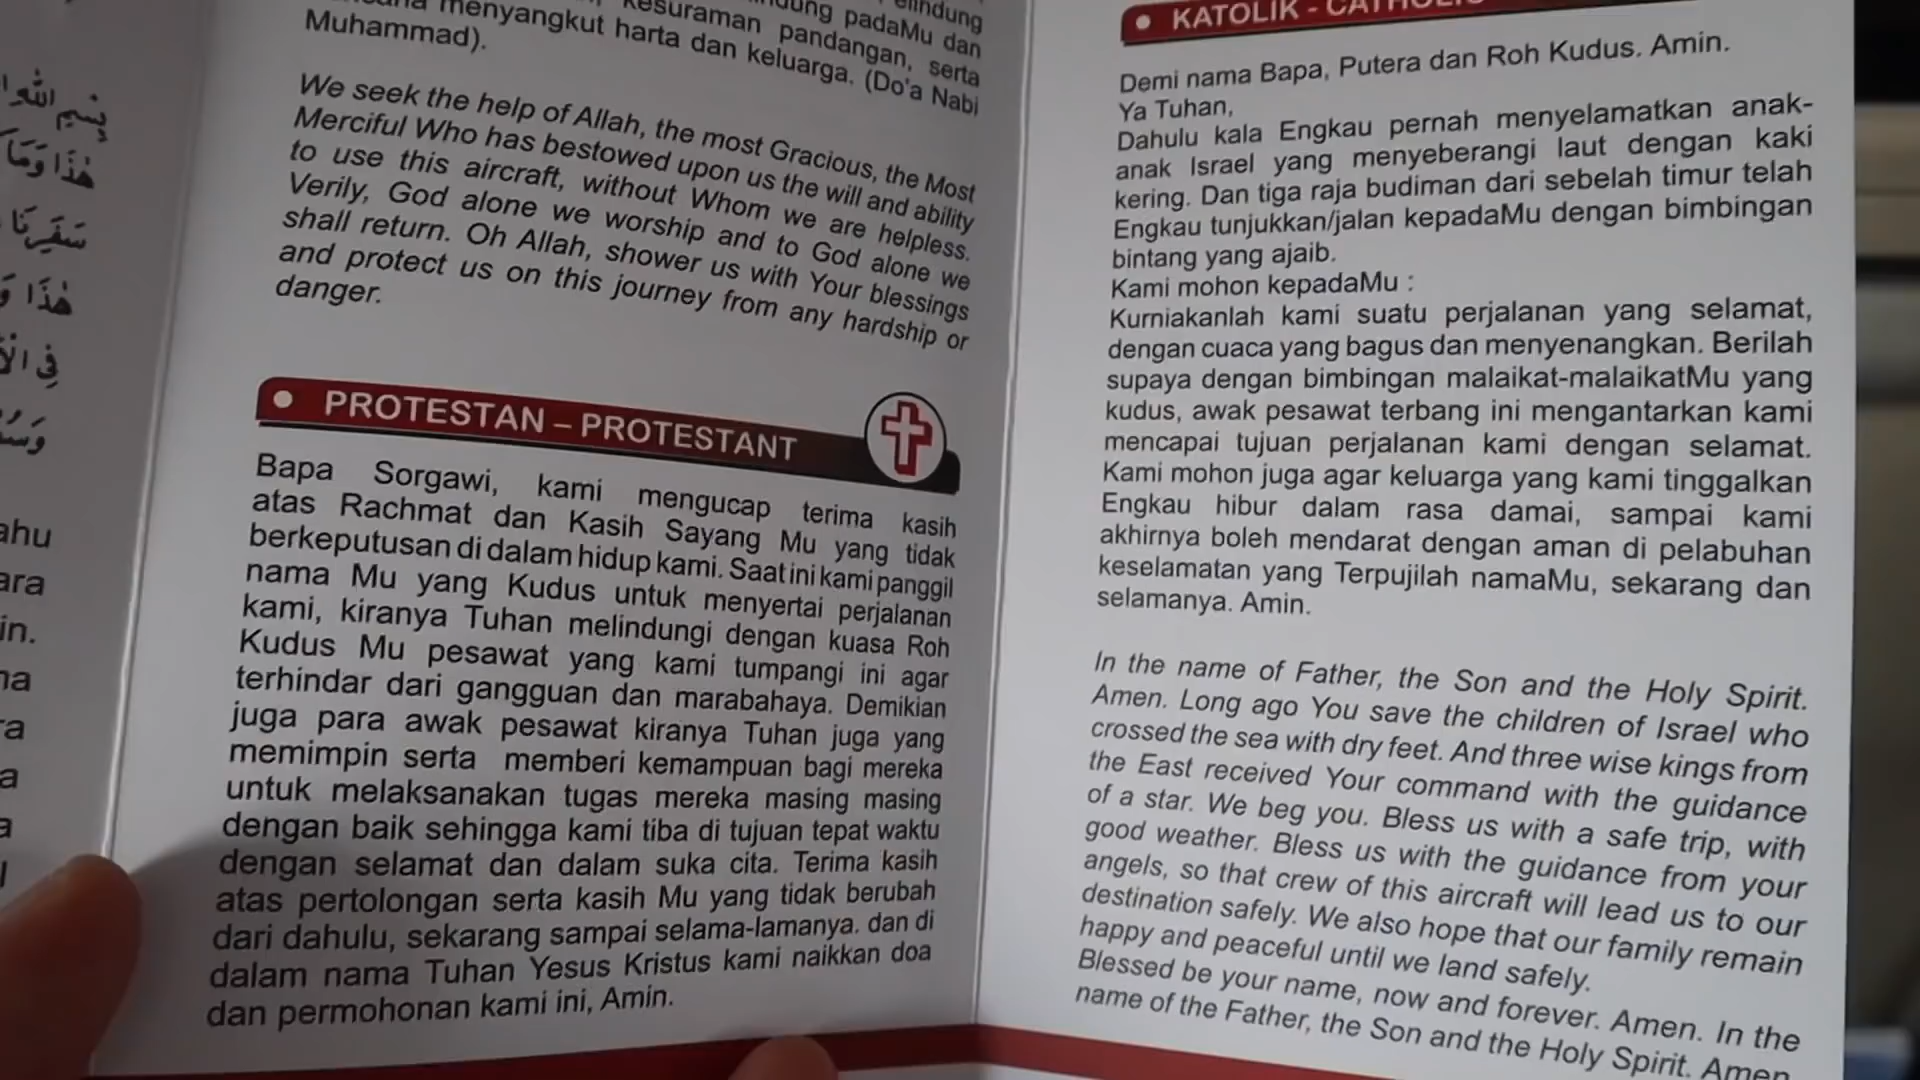 بِسْمِ اللهِ
هٰذَا وَمَا
سَفَرِنَا
هٰذَا وَ
فِي الْأَ
ahu
ara
in.
na
ra
a
a
l
elindung
kesuraman pandangan, serta
menyangkut harta dan keluarga. (Do'a Nabi
Muhammad).
We seek the help of Allah, the most Gracious, the Most
Merciful Who has bestowed upon us the will and ability
to use this aircraft, without Whom we are helpless.
Verily, God alone we worship and to God alone we
shall return. Oh Allah, shower us with Your blessings
and protect us on this journey from any hardship or
danger.
PROTESTAN – PROTESTANT
Bapa Sorgawi, kami mengucap terima kasih
atas Rachmat dan Kasih Sayang Mu yang tidak
berkeputusan di dalam hidup kami. Saat ini kami panggil
nama Mu yang Kudus untuk menyertai perjalanan
kami, kiranya Tuhan melindungi dengan kuasa Roh
Kudus Mu pesawat yang kami tumpangi ini agar
terhindar dari gangguan dan marabahaya. Demikian
juga para awak pesawat kiranya Tuhan juga yang
memimpin serta memberi kemampuan bagi mereka
untuk melaksanakan tugas mereka masing masing
dengan baik sehingga kami tiba di tujuan tepat waktu
dengan selamat dan dalam suka cita. Terima kasih
atas pertolongan serta kasih Mu yang tidak berubah
dari dahulu, sekarang sampai selama-lamanya. dan di
dalam nama Tuhan Yesus Kristus kami naikkan doa
dan permohonan kami ini, Amin.
KATOLIK - CATHOLIC
Demi nama Bapa, Putera dan Roh Kudus. Amin.
Ya Tuhan,
Dahulu kala Engkau pernah menyelamatkan anak-
anak Israel yang menyeberangi laut dengan kaki
kering. Dan tiga raja budiman dari sebelah timur telah
Engkau tunjukkan/jalan kepadaMu dengan bimbingan
bintang yang ajaib.
Kami mohon kepadaMu :
Kurniakanlah kami suatu perjalanan yang selamat,
dengan cuaca yang bagus dan menyenangkan. Berilah
supaya dengan bimbingan malaikat-malaikatMu yang
kudus, awak pesawat terbang ini mengantarkan kami
mencapai tujuan perjalanan kami dengan selamat.
Kami mohon juga agar keluarga yang kami tinggalkan
Engkau hibur dalam rasa damai, sampai kami
akhirnya boleh mendarat dengan aman di pelabuhan
keselamatan yang Terpujilah namaMu, sekarang dan
selamanya. Amin.
In the name of Father, the Son and the Holy Spirit.
Amen. Long ago You save the children of Israel who
crossed the sea with dry feet. And three wise kings from
the East received Your command with the guidance
of a star. We beg you. Bless us with a safe trip, with
good weather. Bless us with the guidance from your
angels, so that crew of this aircraft will lead us to our
destination safely. We also hope that our family remain
happy and peaceful until we land safely.
Blessed be your name, now and forever. Amen. In the
name of the Father, the Son and the Holy Spirit. Amen